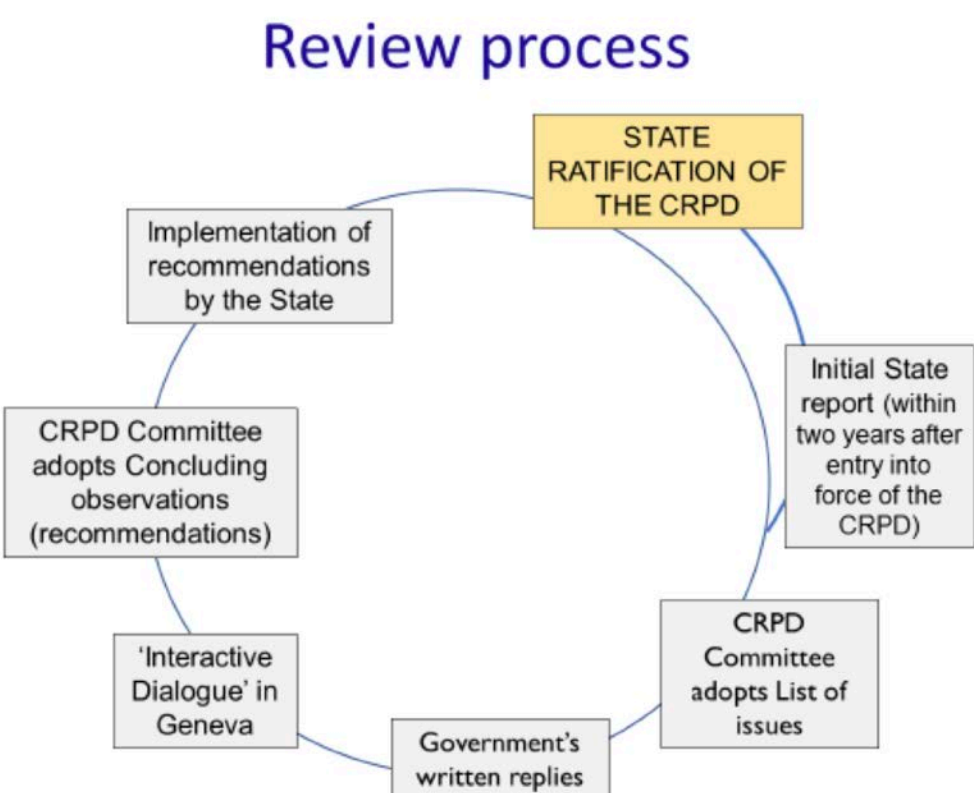 Review process
STATE
RATIFICATION OF
THE CRPD
Initial State
report (within
two years after
entry into
force of the
CRPD)
CRPD
Committee
adopts List of
issues
Government's
written replies
'Interactive
Dialogue' in
Geneva
CRPD Committee
adopts Concluding
observations
(recommendations)
Implementation of
recommendations
by the State